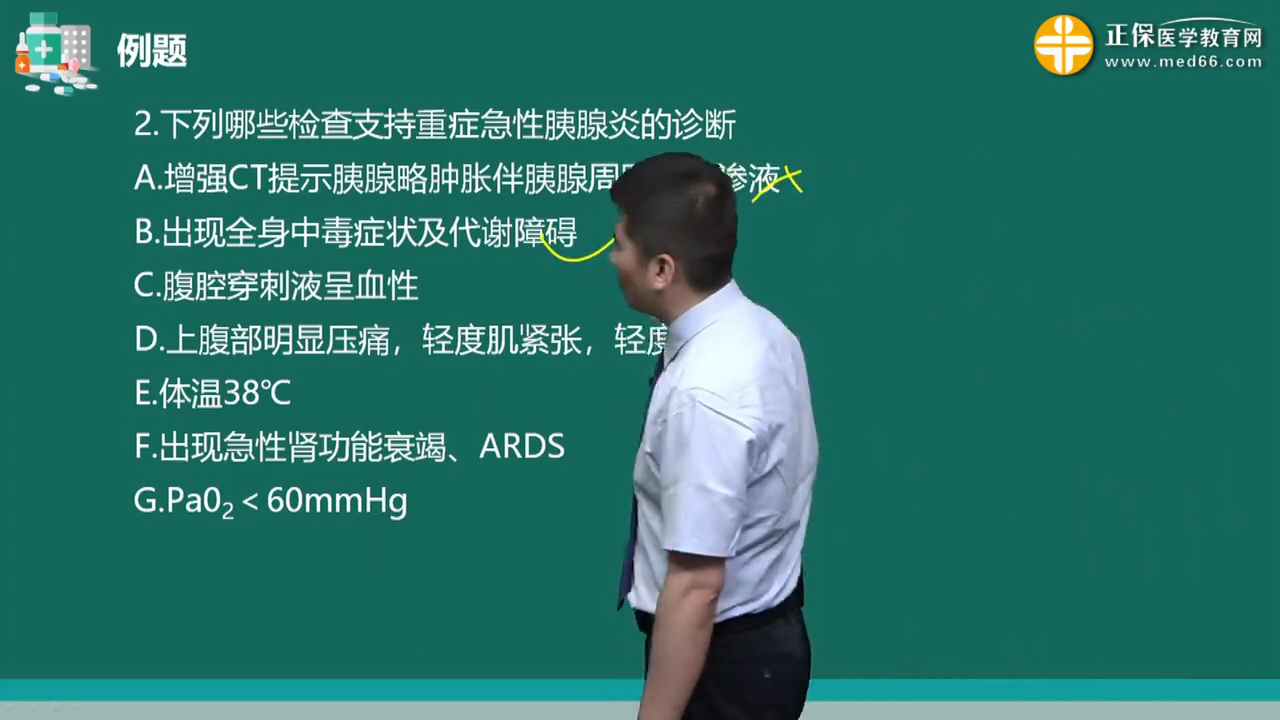 例题
正保医学教育网
www.med66.com
2.下列哪些检查支持重症急性胰腺炎的诊断
A.增强CT提示胰腺略肿胀伴胰腺周 渗液
B.出现全身中毒症状及代谢障碍
C.腹腔穿刺液呈血性
D.上腹部明显压痛，轻度肌紧张，轻度
E.体温38℃
F.出现急性肾功能衰竭、ARDS
G.Pa0₂＜60mmHg